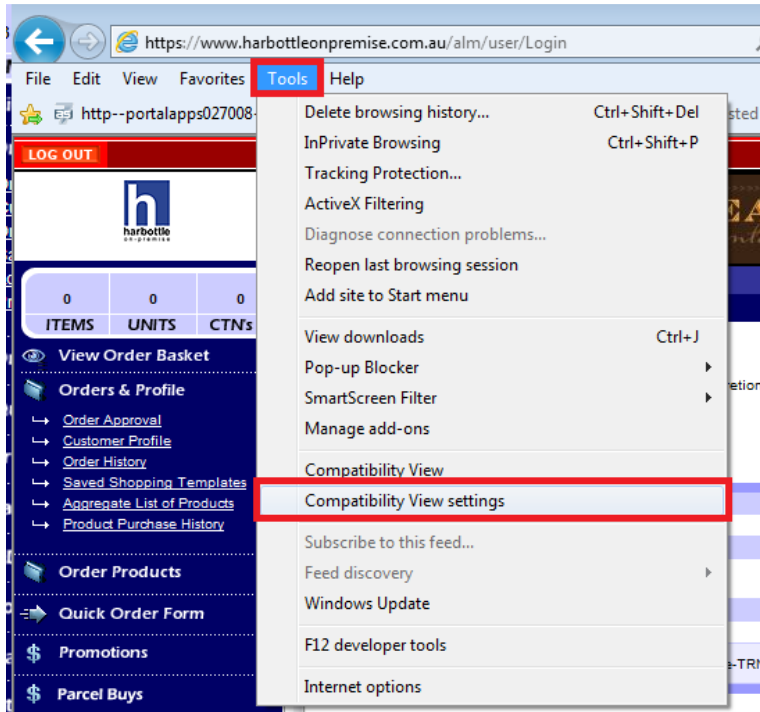 https://www.harbottleonpremise.com.au/alm/user/Login
File Edit View Favorites Tools Help
http--portalapps027008-
LOG OUT
h
harbottle
on-premise
0 0 0
ITEMS UNITS CTN's
View Order Basket
Orders & Profile
Order Approval
Customer Profile
Order History
Saved Shopping Templates
Aggregate List of Products
Product Purchase History
Order Products
Quick Order Form
Promotions
Parcel Buys
Delete browsing history... Ctrl+Shift+Del
InPrivate Browsing Ctrl+Shift+P
Tracking Protection...
ActiveX Filtering
Diagnose connection problems...
Reopen last browsing session
Add site to Start menu
View downloads Ctrl+J
Pop-up Blocker
SmartScreen Filter
Manage add-ons
Compatibility View
Compatibility View settings
Subscribe to this feed...
Feed discovery
Windows Update
F12 developer tools
Internet options
sted
EA
etion
e-TRN